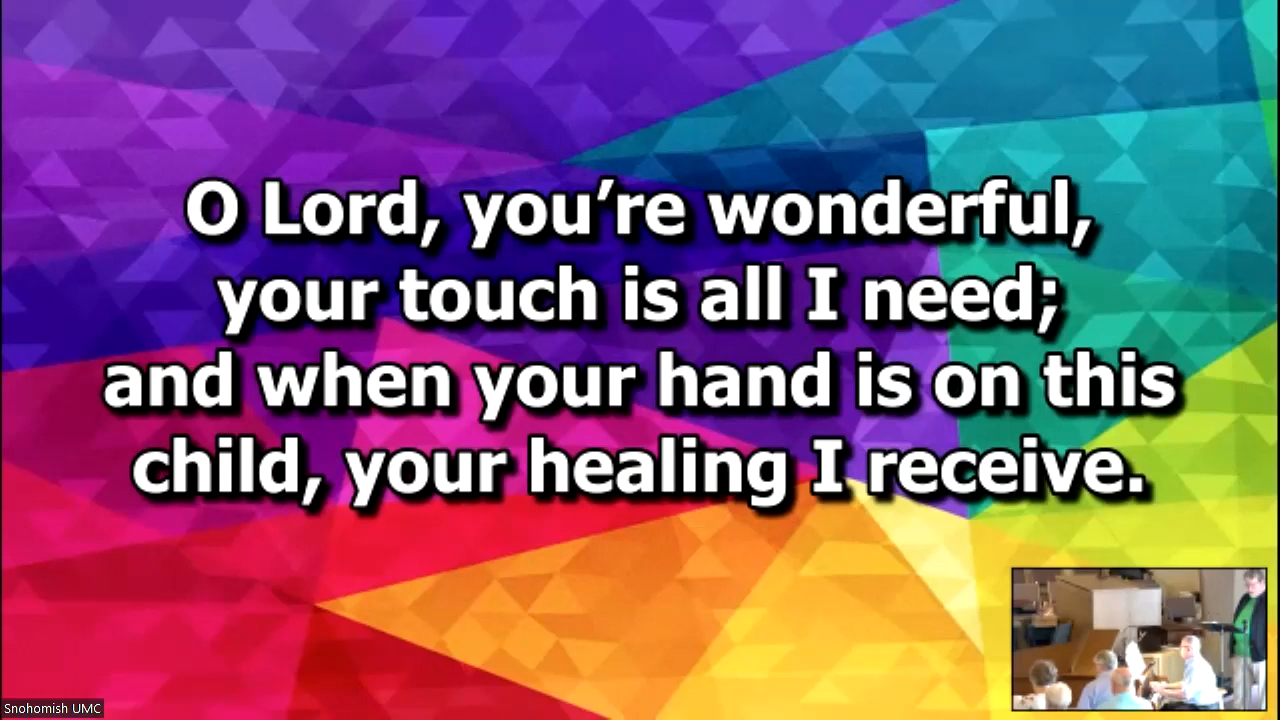 O Lord, you’re wonderful,
your touch is all I need;
and when your hand is on this
child, your healing I receive.
Snohomish UMC